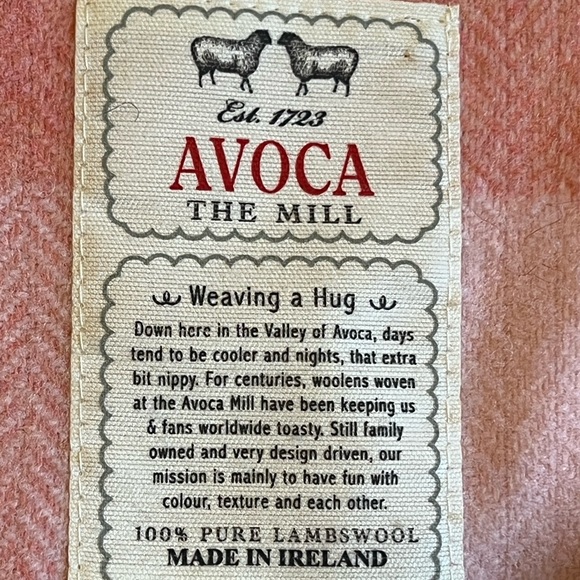 Est. 1723
AVOCA
THE MILL
Weaving a Hug
Down here in the Valley of Avoca, days
tend to be cooler and nights, that extra
bit nippy. For centuries, woolens woven
at the Avoca Mill have been keeping us
& fans worldwide toasty. Still family
owned and very design driven, our
mission is mainly to have fun with
colour, texture and each other.
100% PURE LAMBSWOOL
MADE IN IRELAND